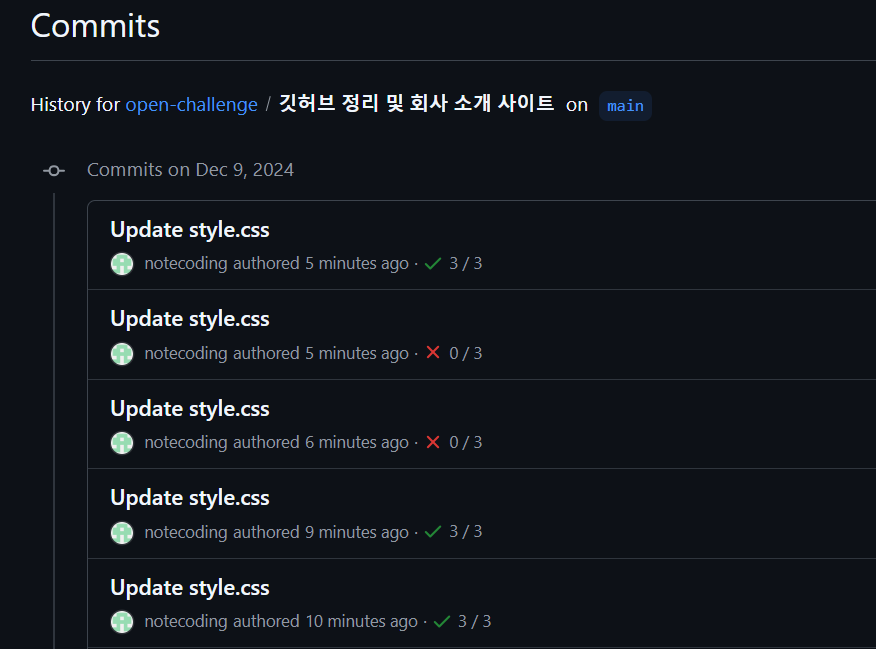 Commits
History for open-challenge / 깃허브 정리 및 회사 소개 사이트 on main
Commits on Dec 9, 2024
Update style.css
notecoding authored 5 minutes ago · 3 / 3
Update style.css
notecoding authored 5 minutes ago · 0 / 3
Update style.css
notecoding authored 6 minutes ago · 0 / 3
Update style.css
notecoding authored 9 minutes ago · 3 / 3
Update style.css
notecoding authored 10 minutes ago · 3 / 3